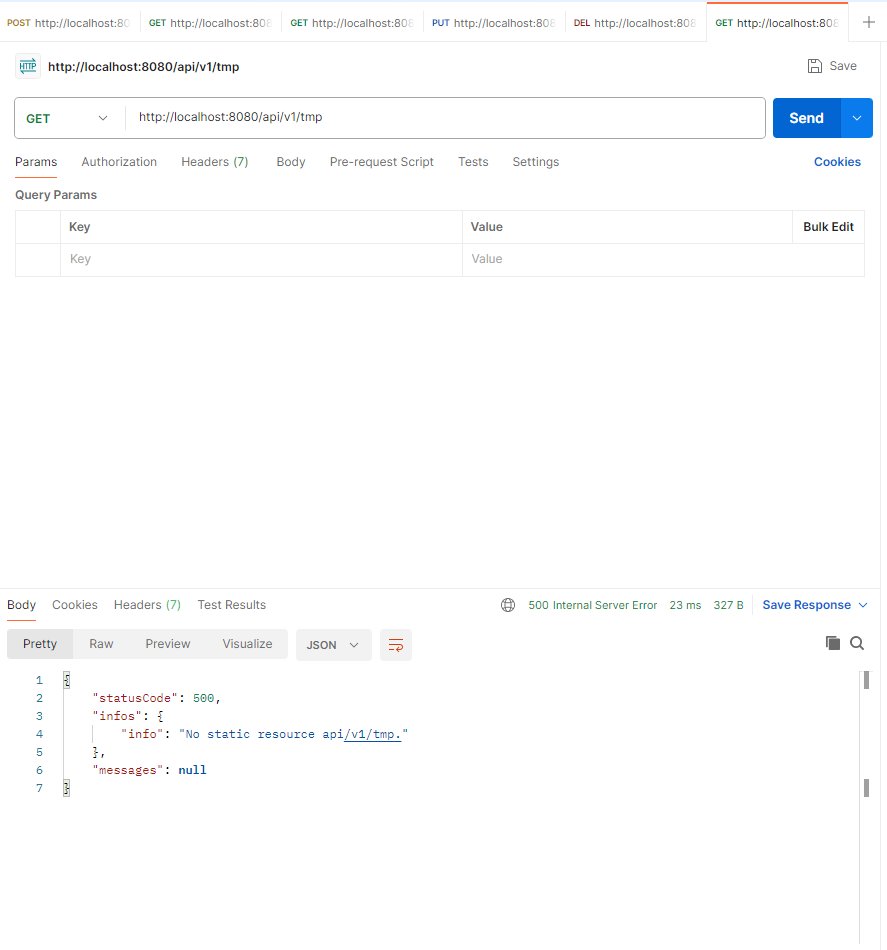 POST http://localhost:80
GET http://localhost:808
GET http://localhost:808
PUT http://localhost:808
DEL http://localhost:808
GET http://localhost:808
HTTP http://localhost:8080/api/v1/tmp Save
GET http://localhost:8080/api/v1/tmp Send
Params Authorization Headers (7) Body Pre-request Script Tests Settings Cookies
Query Params
Key Value Bulk Edit
Key Value
Body Cookies Headers (7) Test Results 500 Internal Server Error 23 ms 327 B Save Response
Pretty Raw Preview Visualize JSON
1 {
2 "statusCode": 500,
3 "infos": {
4 "info": "No static resource api/v1/tmp."
5 },
6 "messages": null
7 }